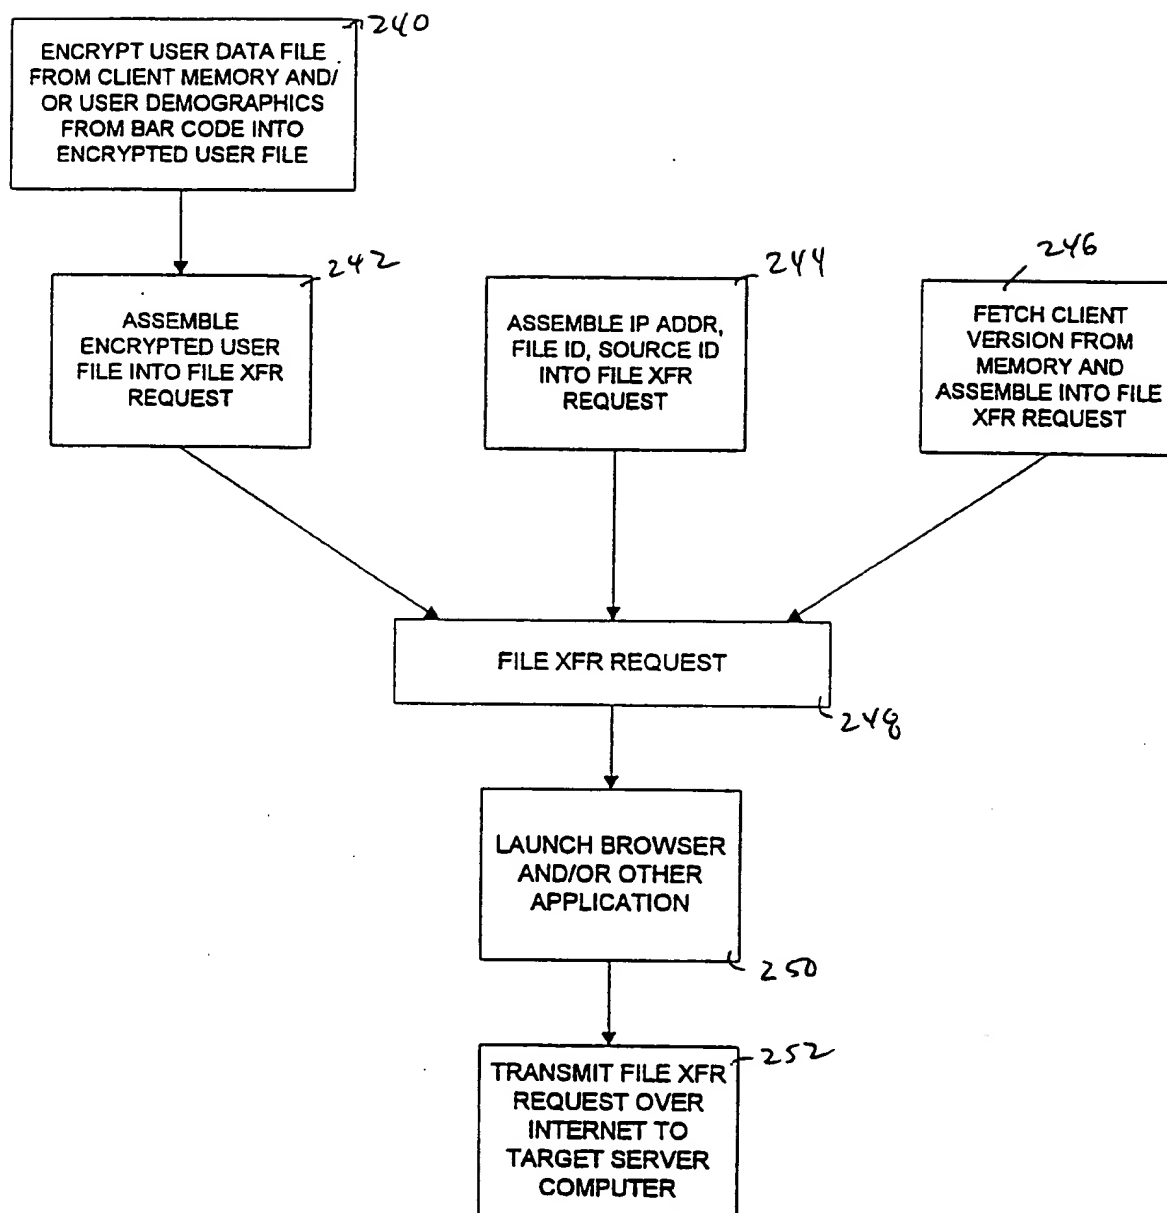 240
ENCRYPT USER DATA FILE
FROM CLIENT MEMORY AND/
OR USER DEMOGRAPHICS
FROM BAR CODE INTO
ENCRYPTED USER FILE
242
ASSEMBLE
ENCRYPTED USER
FILE INTO FILE XFR
REQUEST
244
ASSEMBLE IP ADDR,
FILE ID, SOURCE ID
INTO FILE XFR
REQUEST
246
FETCH CLIENT
VERSION FROM
MEMORY AND
ASSEMBLE INTO FILE
XFR REQUEST
FILE XFR REQUEST
248
LAUNCH BROWSER
AND/OR OTHER
APPLICATION
250
252
TRANSMIT FILE XFR
REQUEST OVER
INTERNET TO
TARGET SERVER
COMPUTER